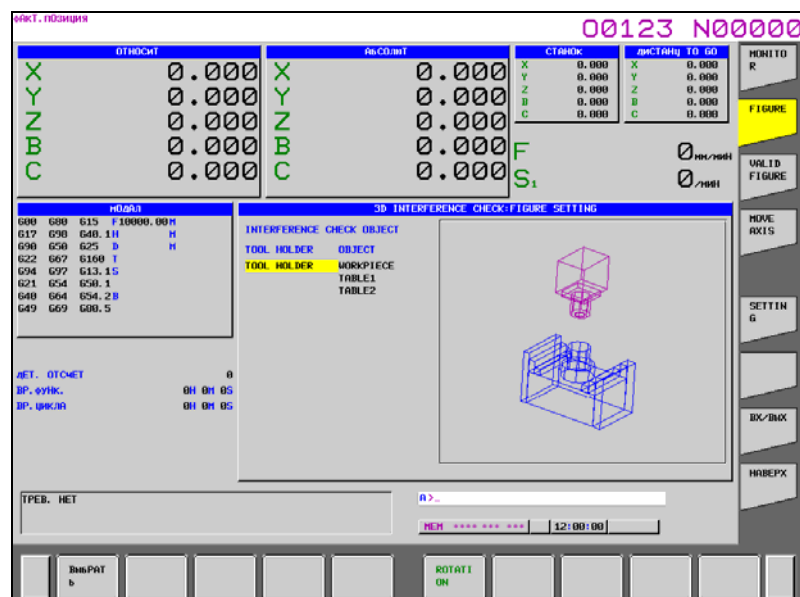 фАКТ.ПОЗИЦИЯ
O0123 N00000
ОТНОСИТ
X 0.000
Y 0.000
Z 0.000
B 0.000
C 0.000
АБСОЛЮТ
X 0.000
Y 0.000
Z 0.000
B 0.000
C 0.000
СТАНОК
X 0.000
Y 0.000
Z 0.000
B 0.000
C 0.000
дИСТАНЦ TO GO
X 0.000
Y 0.000
Z 0.000
B 0.000
C 0.000
F 0 ММ/МИН
S1 0 /МИН
МОДАЛ
G00 G80 G15 F10000.00 M
G17 G98 G40.1 H M
G90 G50 G25 D M
G22 G67 G160 T
G94 G97 G13.1 S
G21 G54 G50.1
G40 G64 G54.2 B
G49 G69 G80.5
дЕТ. ОТСЧЕТ 0
ВР.фУНК. 0H 0M 0S
ВР.ЦИКЛА 0H 0M 0S
3D INTERFERENCE CHECK:FIGURE SETTING
INTERFERENCE CHECK OBJECT
TOOL HOLDER OBJECT
TOOL HOLDER WORKPIECE
TABLE1
TABLE2
ТРЕВ. НЕТ
A>_
MEM **** *** *** 12:00:00
MONITO
R
FIGURE
VALID
FIGURE
MOVE
AXIS
SETTIN
G
ВХ/ВЫХ
НАВЕРХ
ВЫБРАТ
Ь
ROTATI
ON